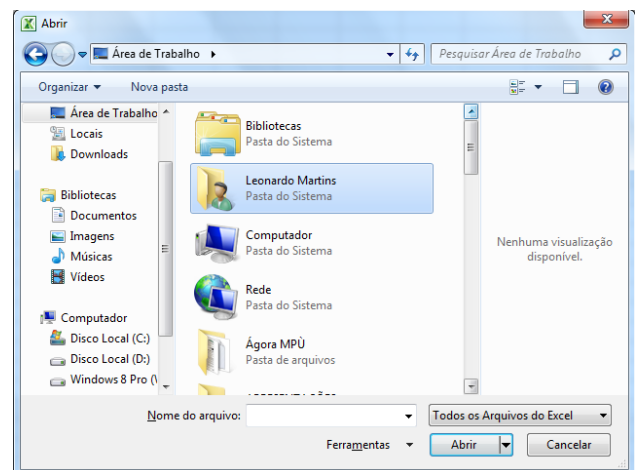 Abrir
Área de Trabalho
Pesquisar Área de Trabalho
Organizar
Nova pasta
Área de Trabalho
Locais
Downloads
Bibliotecas
Documentos
Imagens
Músicas
Vídeos
Computador
Disco Local (C:)
Disco Local (D:)
Windows 8 Pro (
Bibliotecas
Pasta do Sistema
Leonardo Martins
Pasta do Sistema
Computador
Pasta do Sistema
Rede
Pasta do Sistema
Ágora MPÙ
Pasta de arquivos
Nenhuma visualização
disponível.
Nome do arquivo:
Todos os Arquivos do Excel
Ferramentas
Abrir
Cancelar